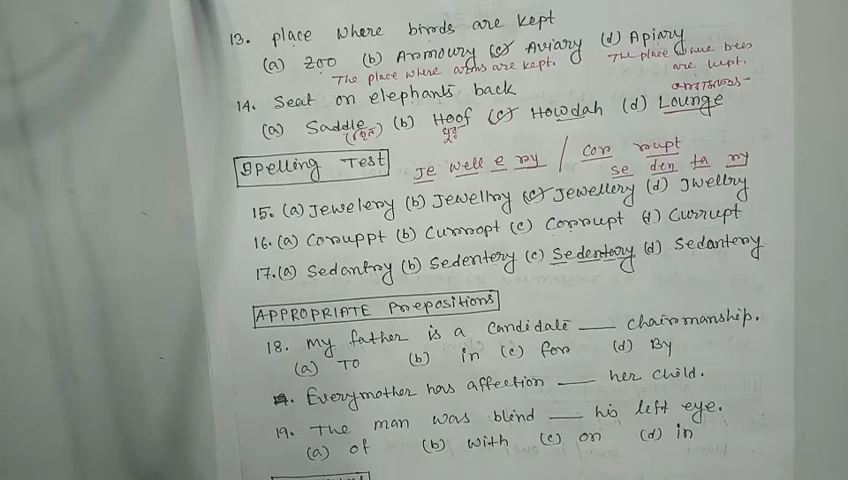 13. place where birds are kept
(a) Zoo (b) Armoury (c) Aviary (d) Apiary
The place where arms are kept. The place where bees
are kept.
14. Seat on elephant's back
(a) Saddle (b) Hoof (c) Howdah (d) Lounge
Spelling Test Je well e ry / Cor rupt
se den ta ry
15. (a) Jewelery (b) Jewellry (c) Jewellery (d) Jwellry
16. (a) Coruppt (b) Curropt (c) Corrupt (d) Currupt
17. (a) Sedantry (b) Sedentery (c) Sedentary (d) Sedantery
APPROPRIATE Prepositions
18. My father is a candidate ___ chairmanship.
(a) To (b) in (c) for (d) By
Every mother has affection ___ her child.
19. The man was blind ___ his left eye.
(a) of (b) with (c) on (d) in